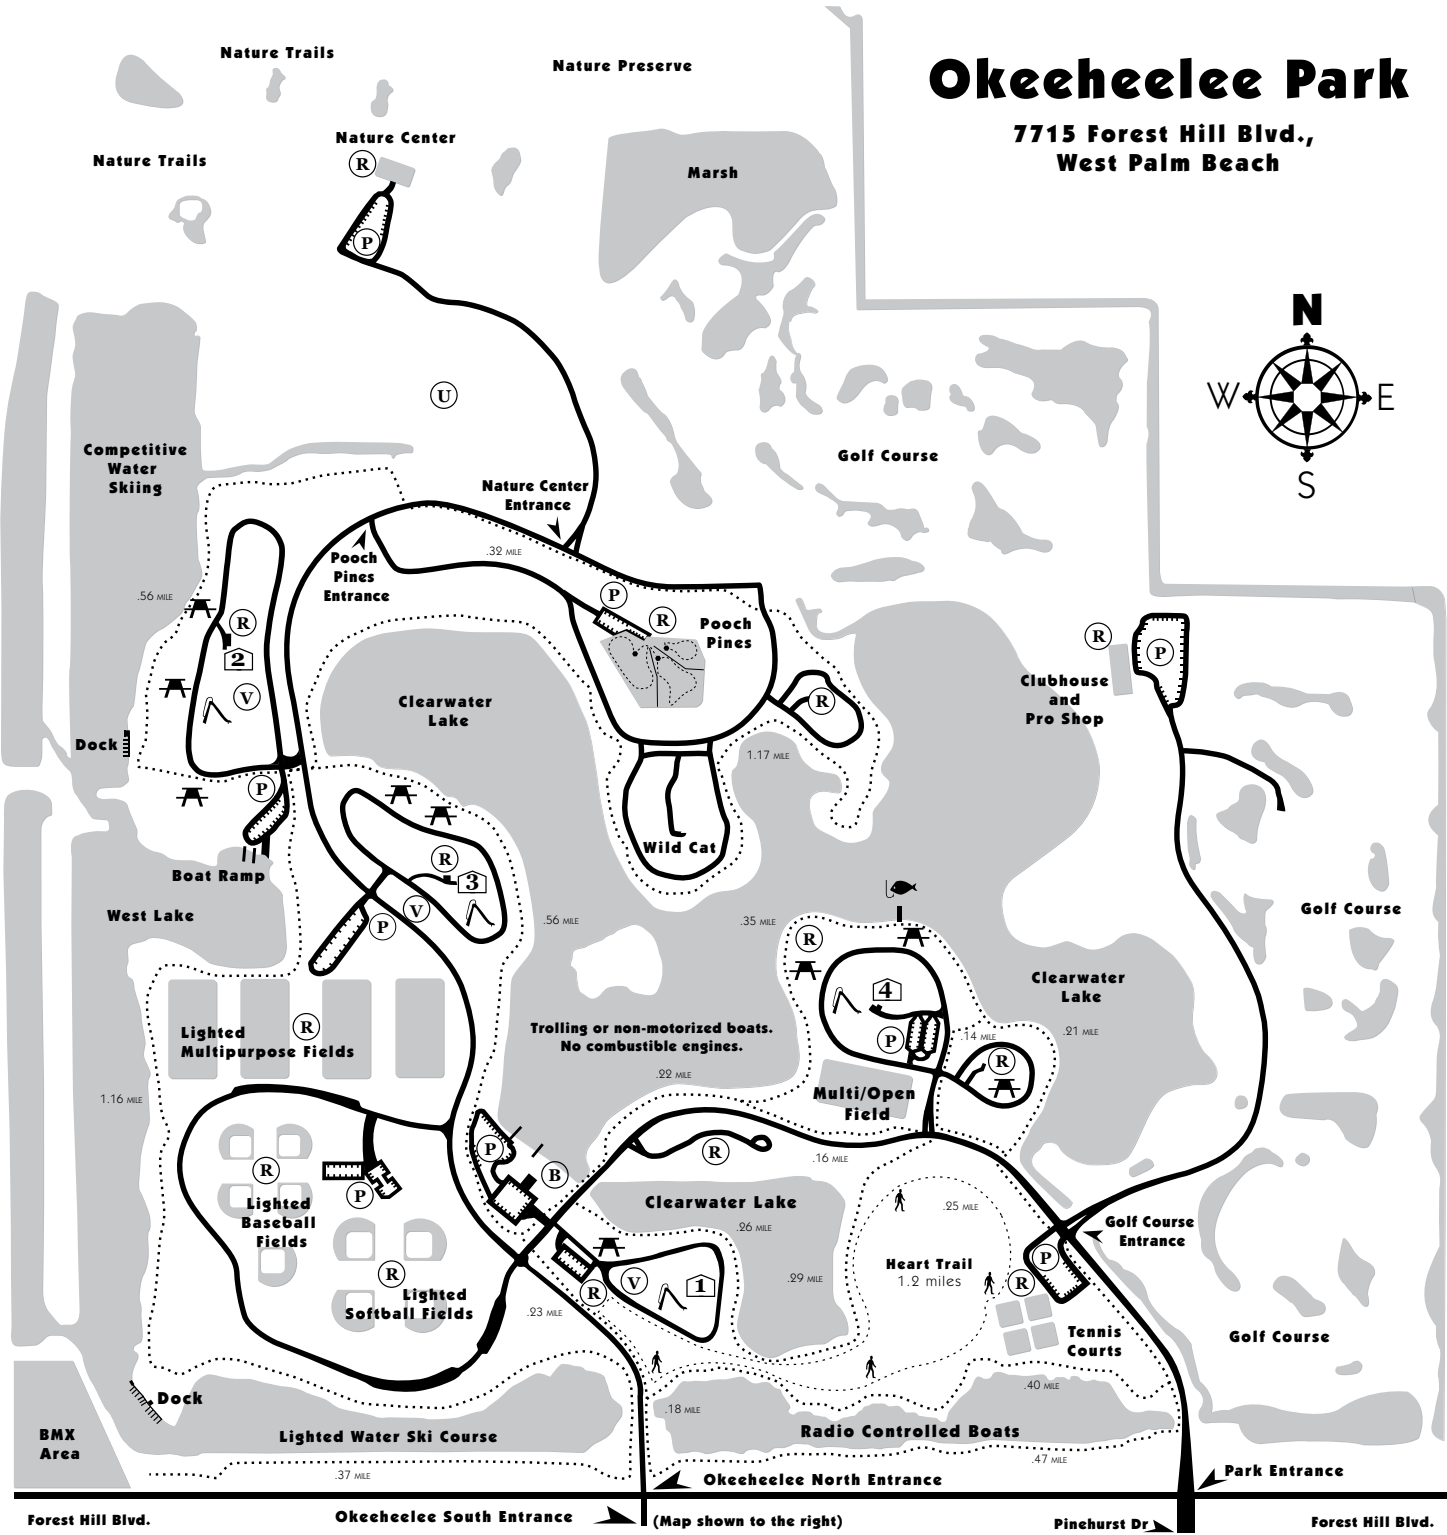 Okeeheelee Park
7715 Forest Hill Blvd.,
West Palm Beach
Nature Trails
Nature Preserve
Nature Center
R
Nature Trails
Marsh
P
N
W
E
S
U
Competitive
Water
Skiing
Golf Course
Nature Center
Entrance
.32 MILE
Pooch
Pines
Entrance
.56 MILE
P
R
Pooch
Pines
R
2
V
R
P
Clubhouse
and
Pro Shop
Clearwater
Lake
R
Dock
1.17 MILE
P
Wild Cat
Boat Ramp
R
3
V
P
West Lake
.56 MILE
.35 MILE
Golf Course
R
Clearwater
Lake
4
P
Lighted
Multipurpose Fields
R
Trolling or non-motorized boats.
No combustible engines.
.14 MILE
.21 MILE
R
.22 MILE
Multi/Open
Field
1.16 MILE
P
R
.16 MILE
B
R
P
Lighted
Baseball
Fields
Clearwater Lake
.26 MILE
.25 MILE
Golf Course
Entrance
R
Lighted
Softball Fields
.29 MILE
Heart Trail
1.2 miles
P
R
V
1
R
.23 MILE
Tennis
Courts
Golf Course
Dock
.18 MILE
.40 MILE
BMX
Area
Lighted Water Ski Course
Radio Controlled Boats
.37 MILE
.47 MILE
Okeeheelee North Entrance
Park Entrance
Forest Hill Blvd.
Okeeheelee South Entrance
(Map shown to the right)
Pinehurst Dr
Forest Hill Blvd.